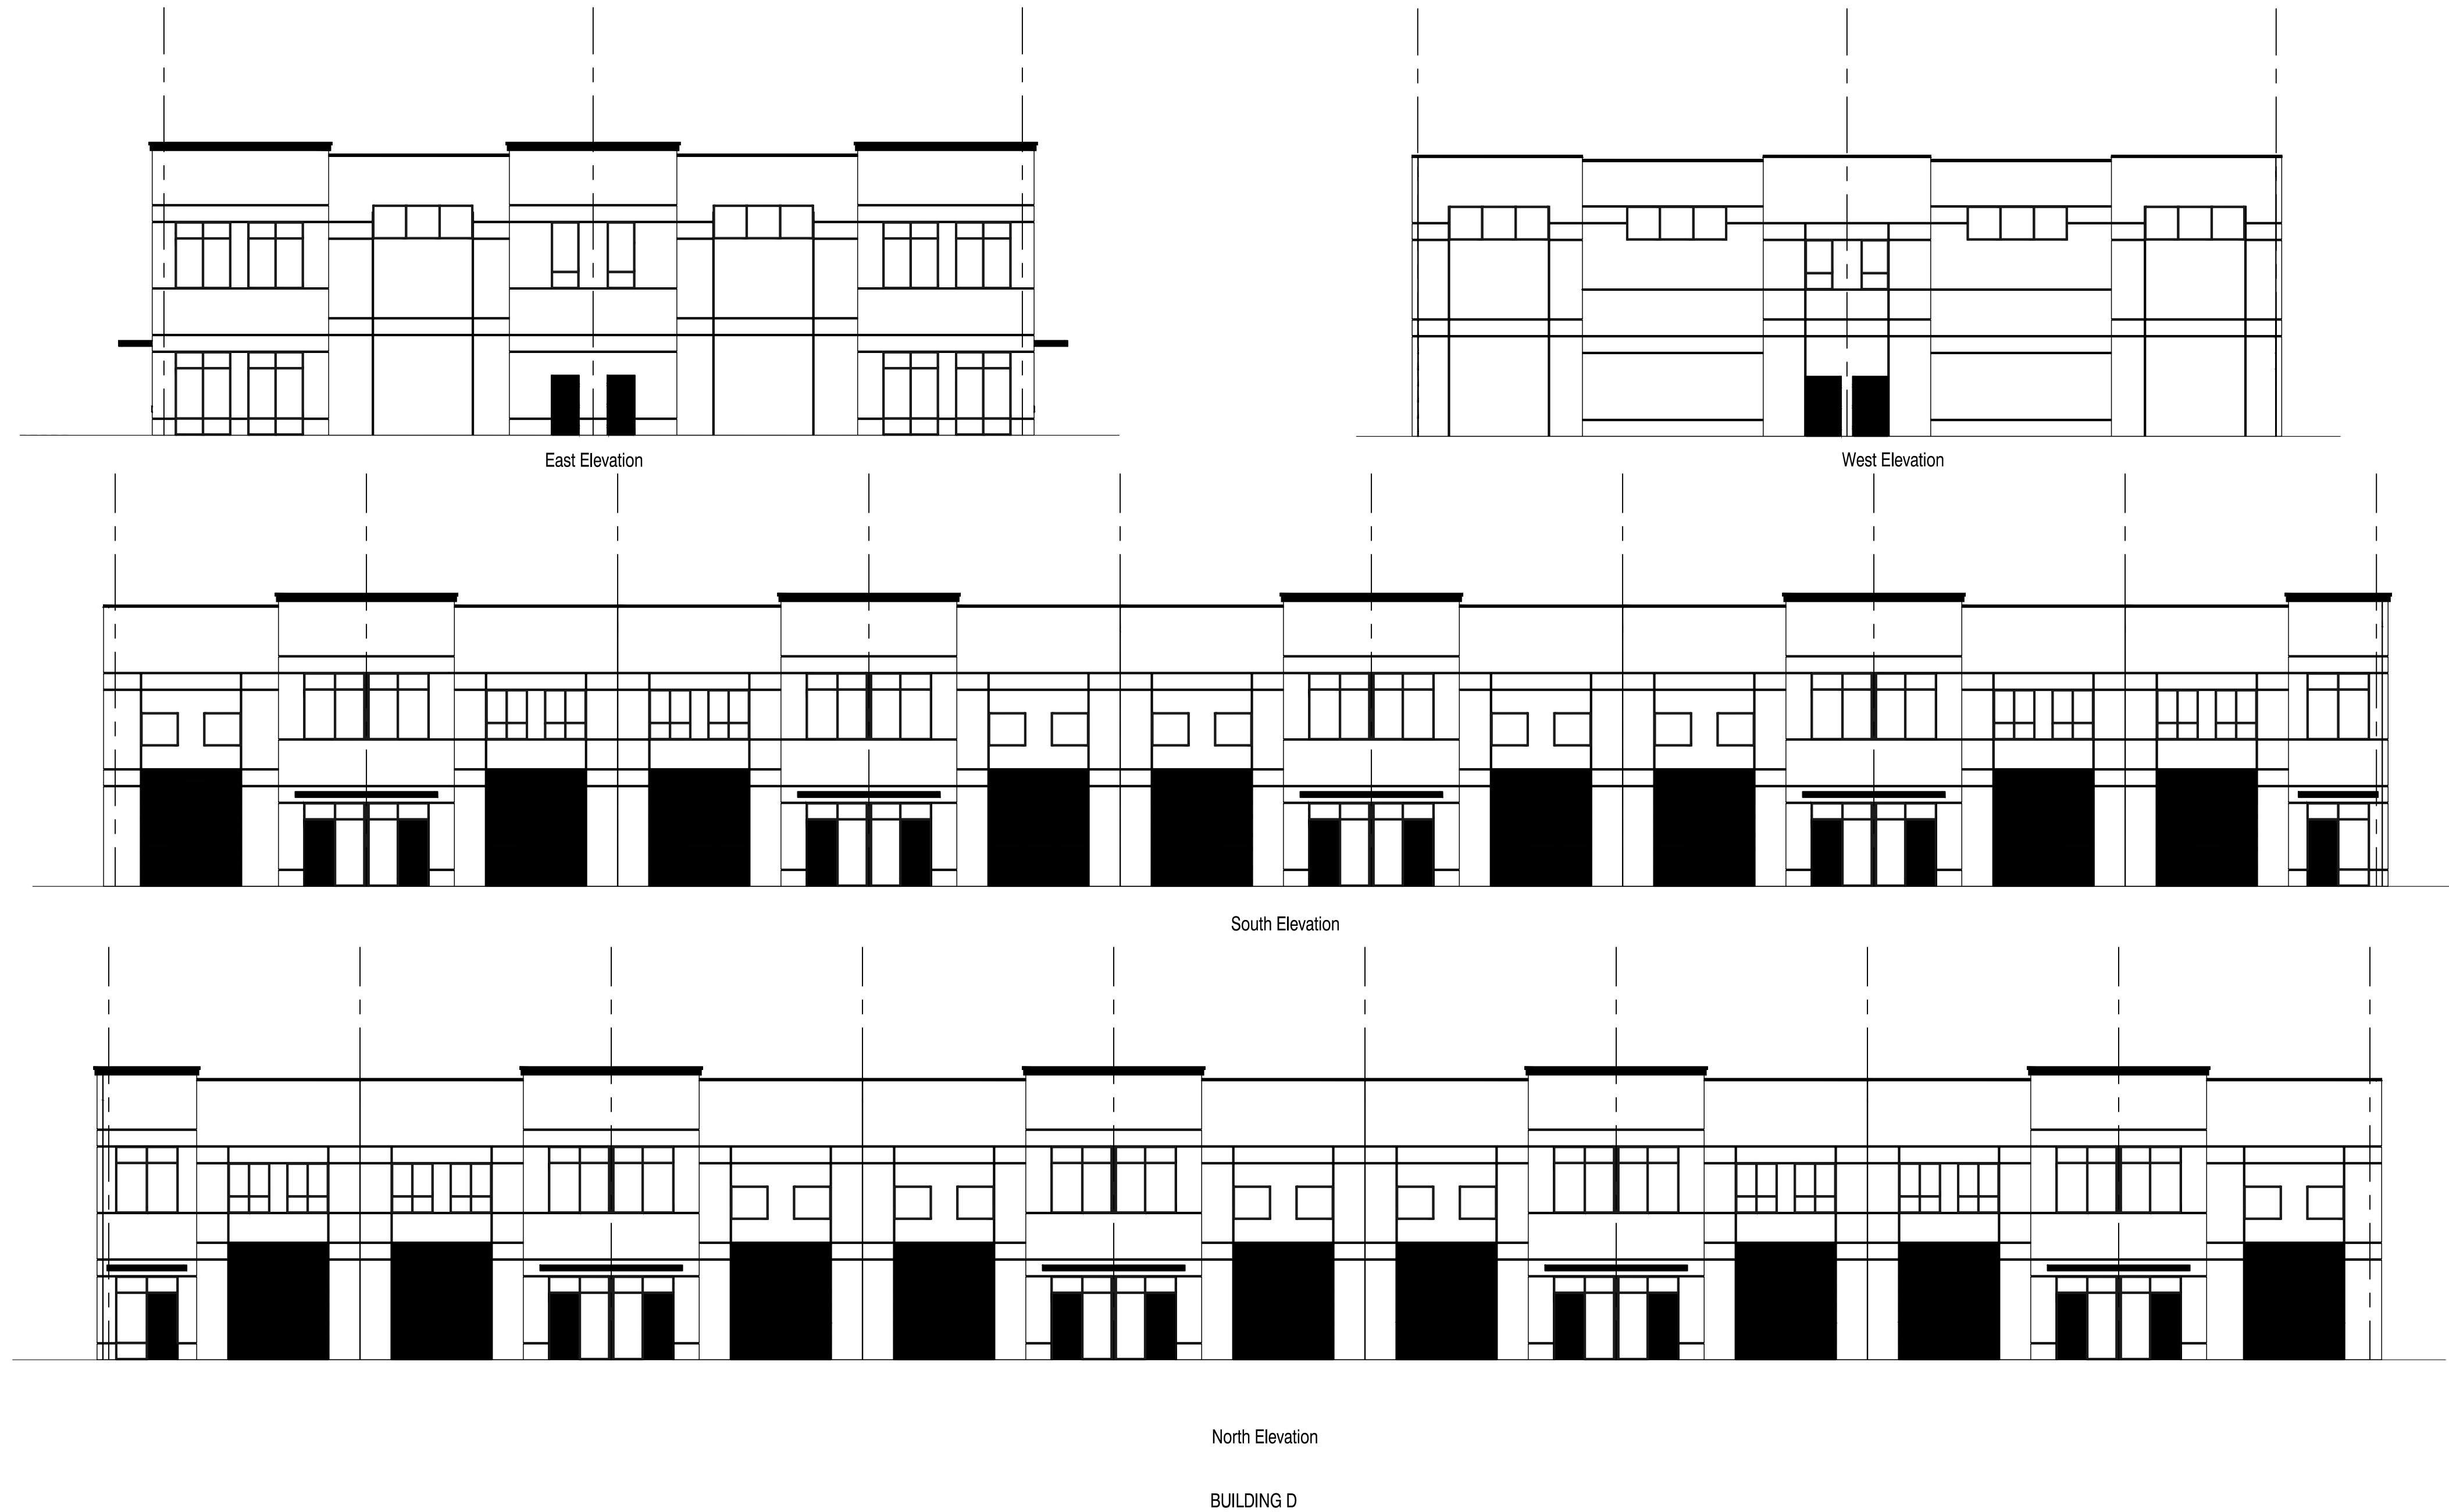 East Elevation
West Elevation
South Elevation
North Elevation
BUILDING D